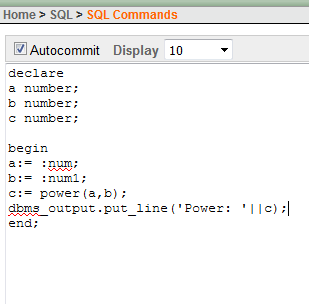 Home > SQL > SQL Commands
Autocommit Display 10
declare
a number;
b number;
c number;
begin
a:= :num;
b:= :num1;
c:= power(a,b);
dbms_output.put_line('Power: '||c);
end;